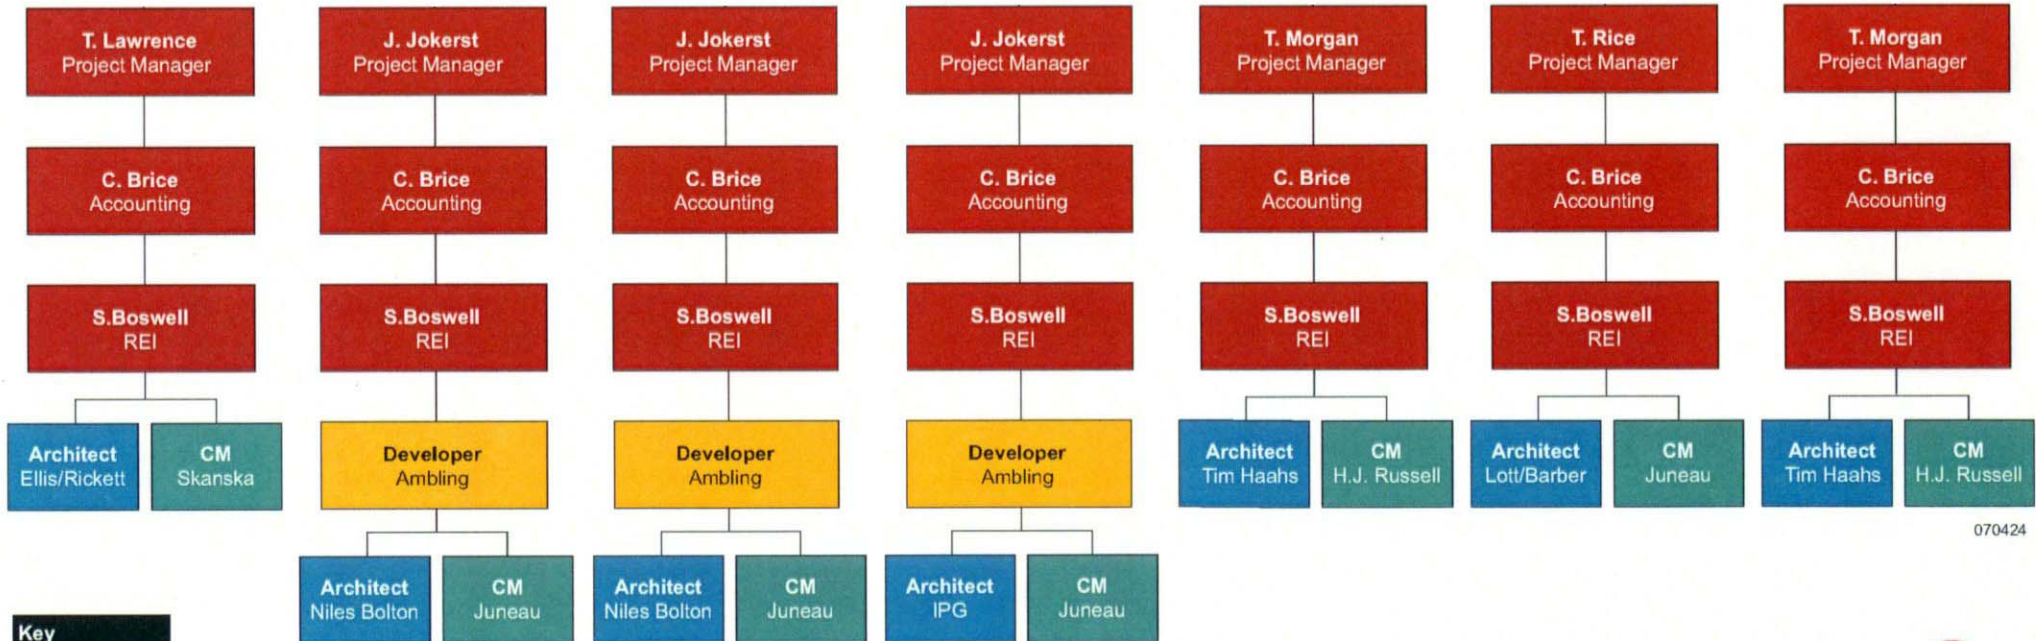 T. Lawrence
Project Manager
J. Jokerst
Project Manager
J. Jokerst
Project Manager
J. Jokerst
Project Manager
T. Morgan
Project Manager
T. Rice
Project Manager
T. Morgan
Project Manager
C. Brice
Accounting
C. Brice
Accounting
C. Brice
Accounting
C. Brice
Accounting
C. Brice
Accounting
C. Brice
Accounting
C. Brice
Accounting
S.Boswell
REI
S.Boswell
REI
S.Boswell
REI
S.Boswell
REI
S.Boswell
REI
S.Boswell
REI
S.Boswell
REI
Architect
Ellis/Rickett
CM
Skanska
Developer
Ambling
Developer
Ambling
Developer
Ambling
Architect
Tim Haahs
CM
H.J. Russell
Architect
Lott/Barber
CM
Juneau
Architect
Tim Haahs
CM
H.J. Russell
070424
Architect
Niles Bolton
CM
Juneau
Architect
Niles Bolton
CM
Juneau
Architect
IPG
CM
Juneau
Key